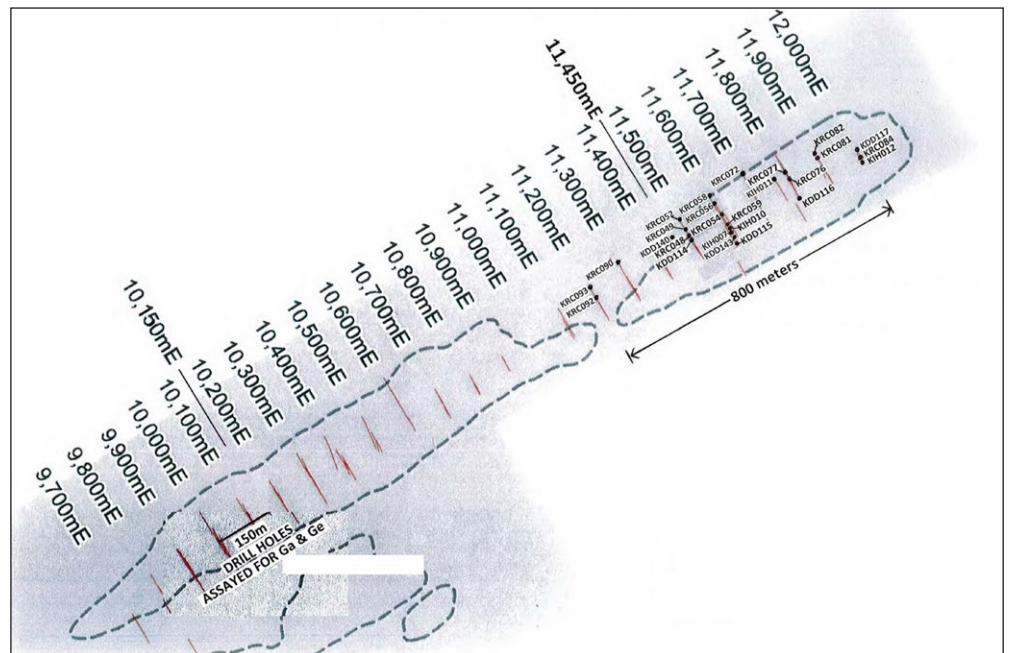 12,000mE
11,900mE
11,800mE
11,700mE
11,600mE
11,500mE
11,450mE
11,400mE
11,300mE
11,200mE
11,100mE
11,000mE
10,900mE
10,800mE
10,700mE
10,600mE
10,500mE
10,400mE
10,300mE
10,200mE
10,150mE
10,100mE
10,000mE
9,900mE
9,800mE
9,700mE
KRC082
KRC081
KDD117
KRC084
KIH012
KRC072
KRC077
KIH011
KRC076
KDD116
KRC058
KRC056
KRC057
KRC049
KRC054
KDD140
KRC048
KDD114
KRC059
KIH010
KIH007
KDD115
KDD143
KRC090
KRC093
KRC092
800 meters
150m
DRILL HOLES
ASSAYED FOR Ga & Ge